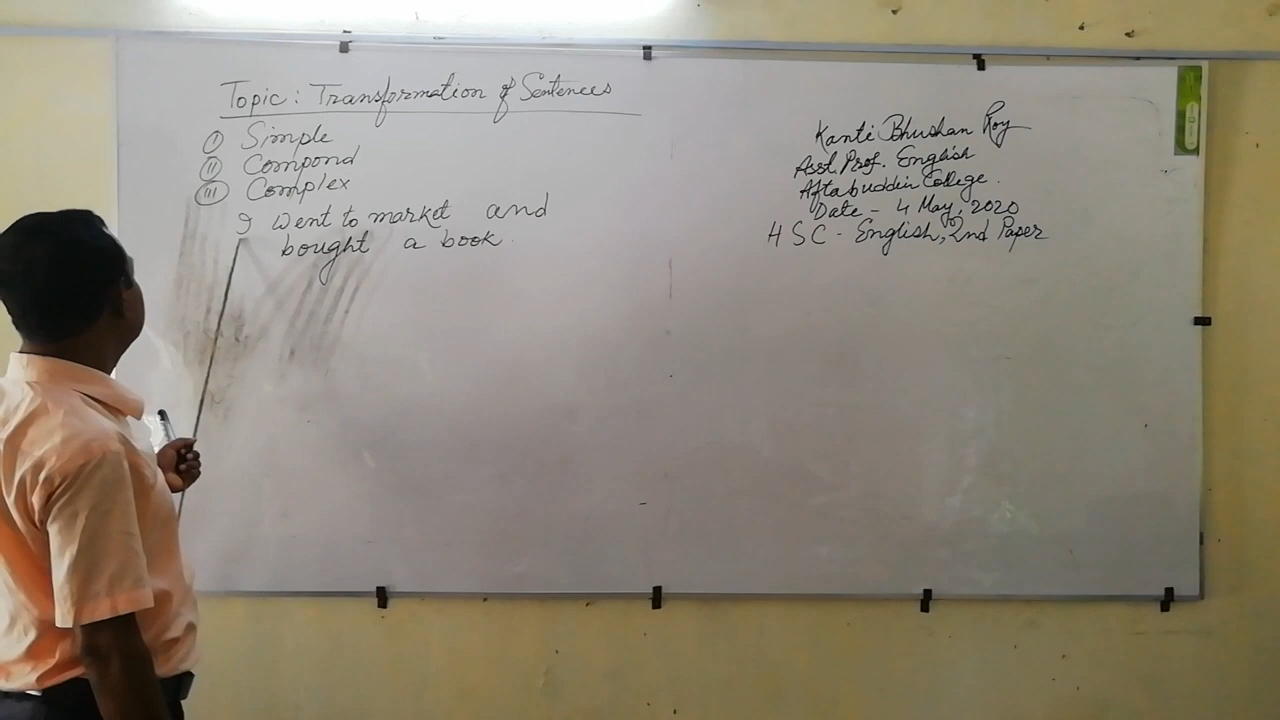 Topic: Transformation of Sentences
(I) Simple
(II) Compond
(III) Complex
I went to market and
bought a book.
Kanti Bhushan Roy
Asst. Prof. English
Aftabuddin College.
Date - 4 May, 2020
HSC - English, 2nd Paper